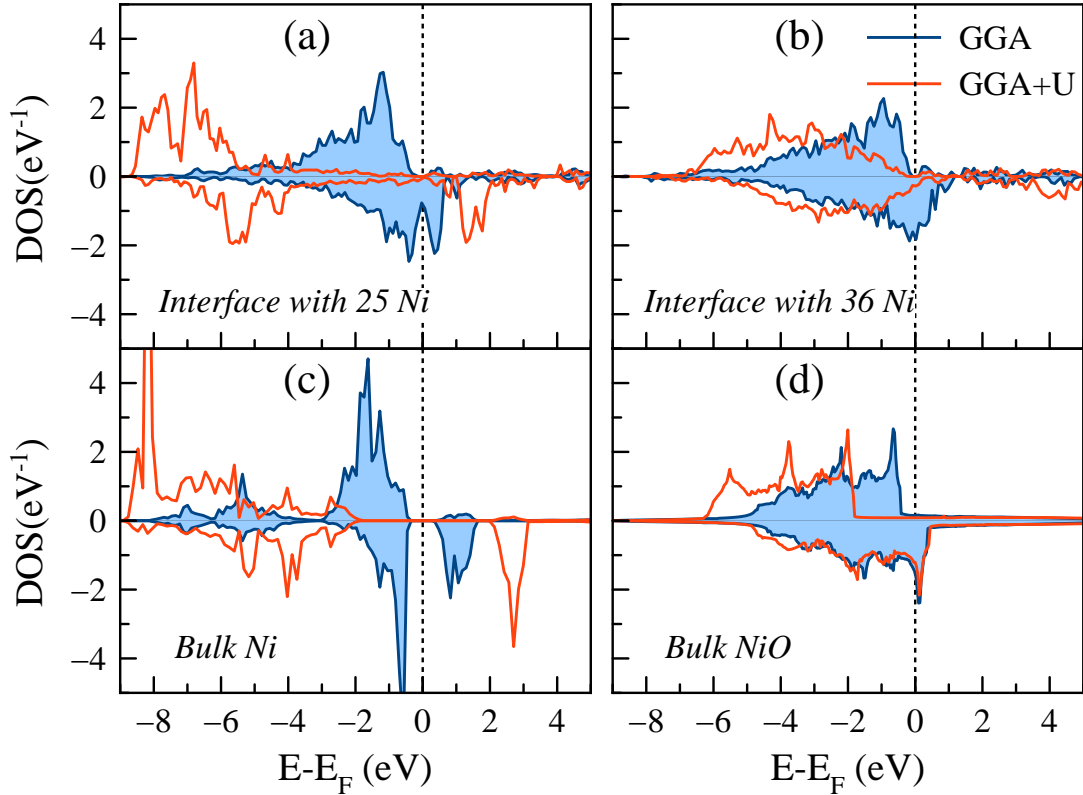 (a)
(b)
GGA
GGA+U
4
2
0
−2
−4
DOS(eV⁻¹)
Interface with 25 Ni
Interface with 36 Ni
(c)
(d)
4
2
0
−2
−4
DOS(eV⁻¹)
Bulk Ni
Bulk NiO
−8 −6 −4 −2 0 2 4
−8 −6 −4 −2 0 2 4
E-E_F (eV)
E-E_F (eV)